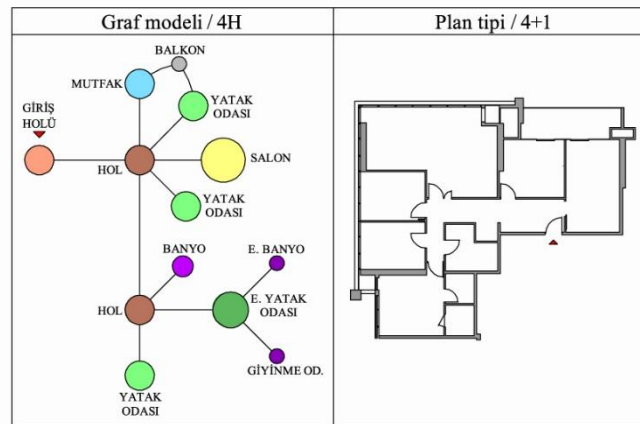 Graf modeli / 4H
Plan tipi / 4+1
BALKON
MUTFAK
YATAK
ODASI
GİRİŞ
HOLÜ
HOL
SALON
YATAK
ODASI
BANYO
E. BANYO
HOL
E. YATAK
ODASI
GİYİNME OD.
YATAK
ODASI